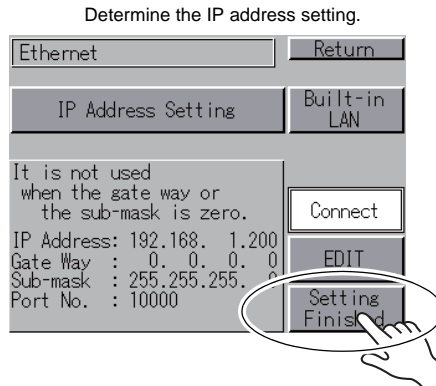 Determine the IP address setting.
Ethernet
Return
IP Address Setting
Built-in
LAN
It is not used
when the gate way or
the sub-mask is zero.
Connect
IP Address: 192.168.  1.200
Gate Way  :   0.  0.  0.  0
Sub-mask  : 255.255.255.  0
Port No.  : 10000
EDIT
Setting
Finished